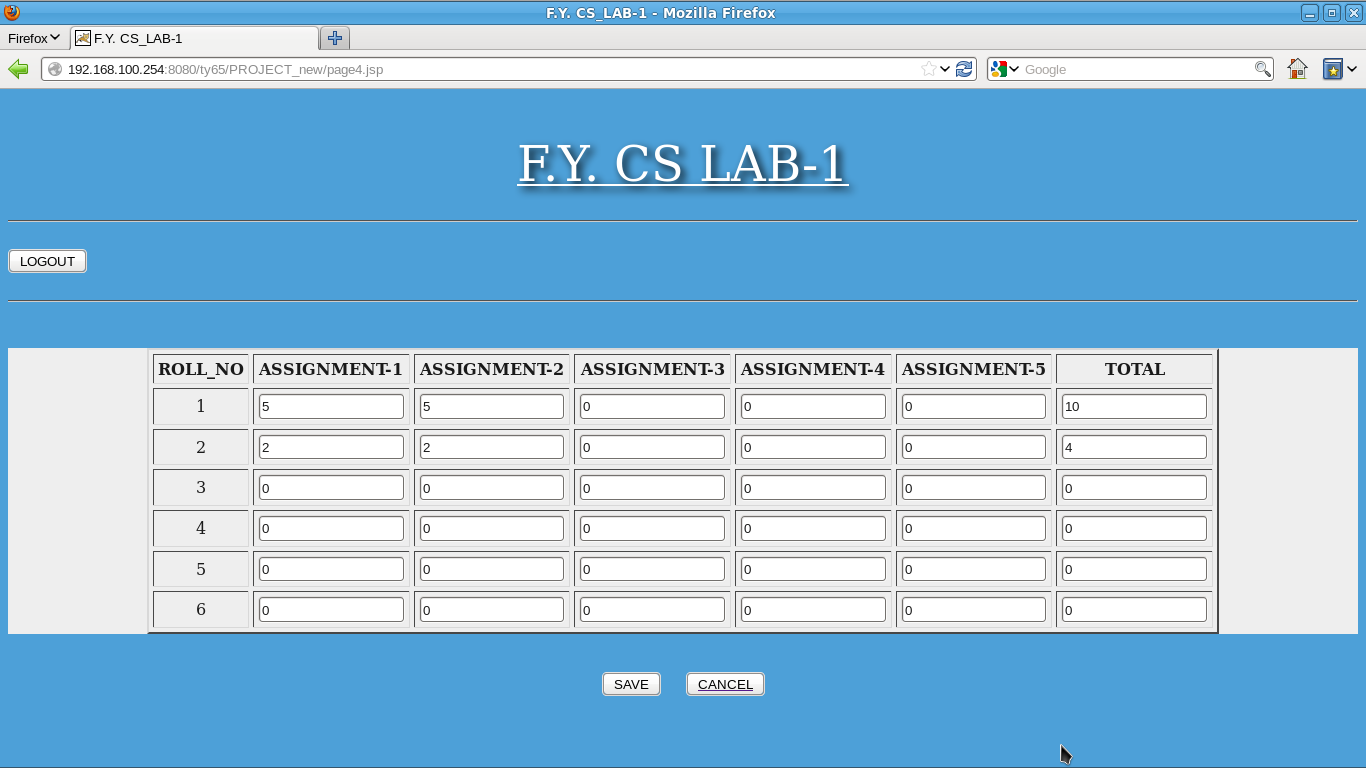 F.Y. CS_LAB-1 - Mozilla Firefox
Firefox F.Y. CS_LAB-1
192.168.100.254:8080/ty65/PROJECT_new/page4.jsp Google
F.Y. CS LAB-1
LOGOUT
ROLL_NO ASSIGNMENT-1 ASSIGNMENT-2 ASSIGNMENT-3 ASSIGNMENT-4 ASSIGNMENT-5 TOTAL
1 5 5 0 0 0 10
2 2 2 0 0 0 4
3 0 0 0 0 0 0
4 0 0 0 0 0 0
5 0 0 0 0 0 0
6 0 0 0 0 0 0
SAVE CANCEL